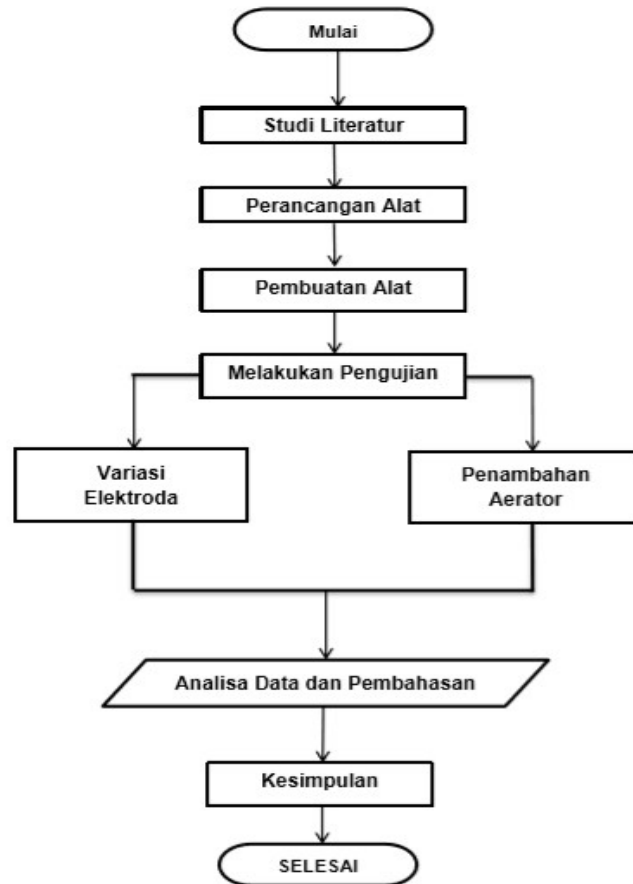 Mulai
Studi Literatur
Perancangan Alat
Pembuatan Alat
Melakukan Pengujian
Variasi
Elektroda
Penambahan
Aerator
Analisa Data dan Pembahasan
Kesimpulan
SELESAI